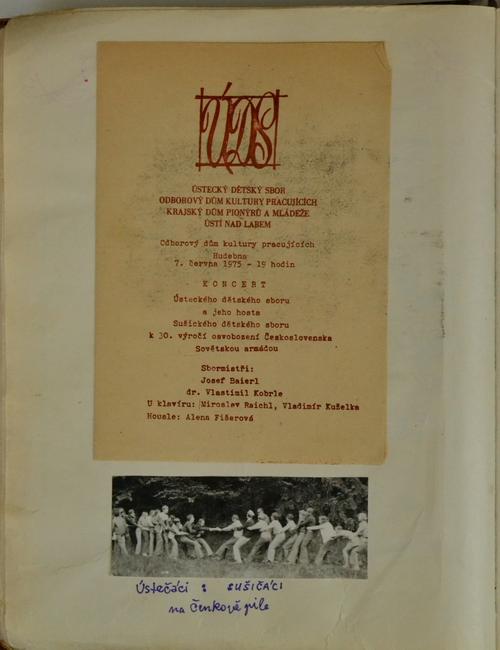 ÚDS
ÚSTECKÝ DĚTSKÝ SBOR
ODBOROVÝ DŮM KULTURY PRACUJÍCÍCH
KRAJSKÝ DŮM PIONÝRŮ A MLÁDEŽE
ÚSTÍ NAD LABEM
Odborový dům kultury pracujících
Hudebna
7. června 1975 - 19 hodin
KONCERT
Ústeckého dětského sboru
a jeho hosta
Sušického dětského sboru
k 30. výročí osvobození Československa
Sovětskou armádou
Sbormistři:
Josef Baierl
dr. Vlastimil Kobrle
U klavíru: Miroslav Raichl, Vladimír Kuželka
Housle: Alena Fišerová
Ústečáci : SUŠIČÁCI
na Čenkově pile